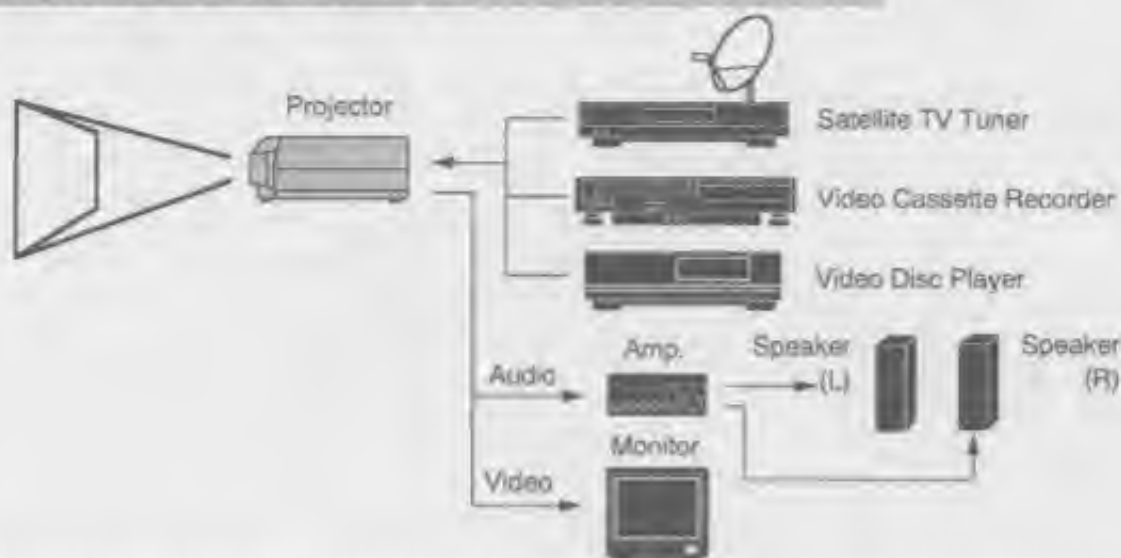 Projector
Satellite TV Tuner
Video Cassette Recorder
Video Disc Player
Audio
Amp.
Speaker
(L)
Speaker
(R)
Video
Monitor